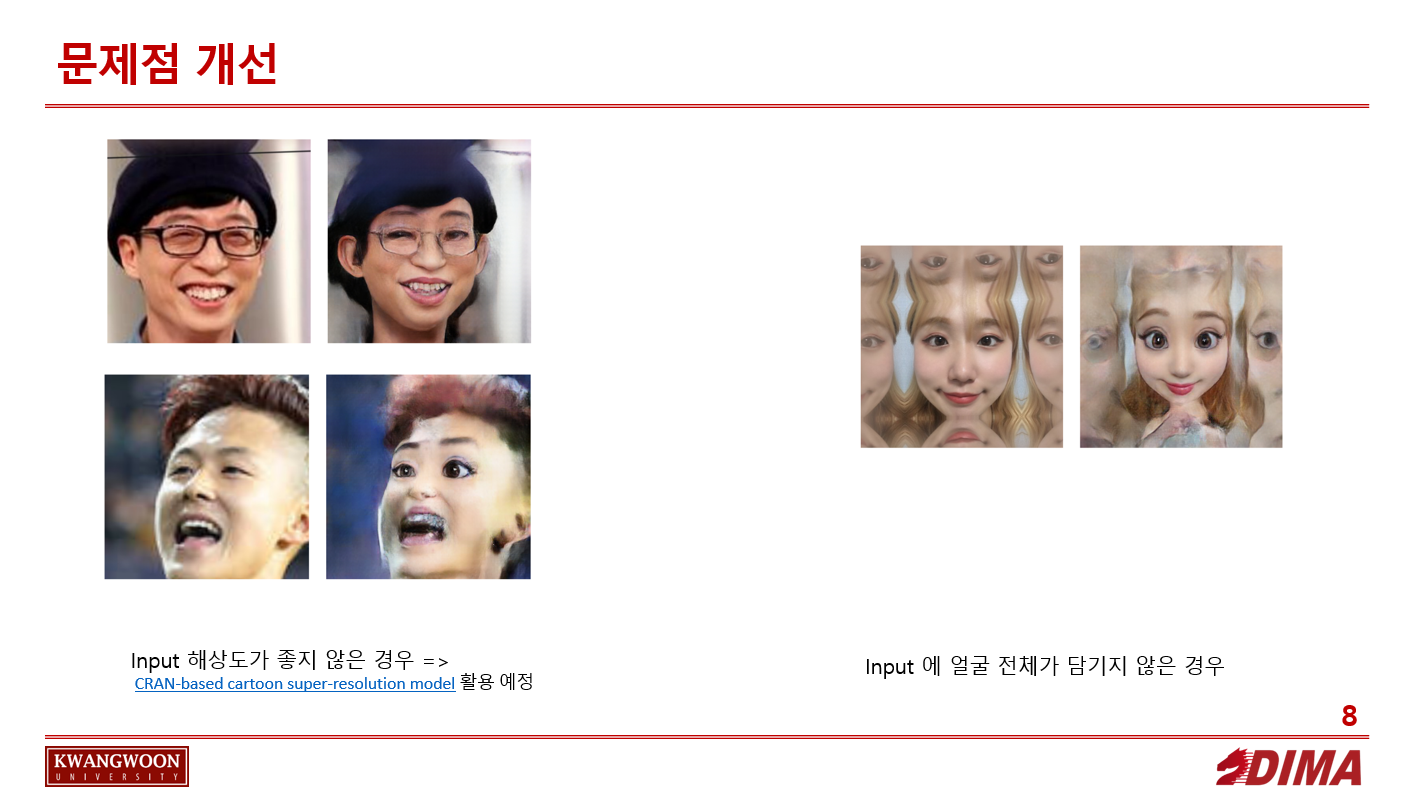 문제점 개선
Input 해상도가 좋지 않은 경우 =>
CRAN-based cartoon super-resolution model 활용 예정
Input 에 얼굴 전체가 담기지 않은 경우
8
KWANGWOON
UNIVERSITY
DIMA